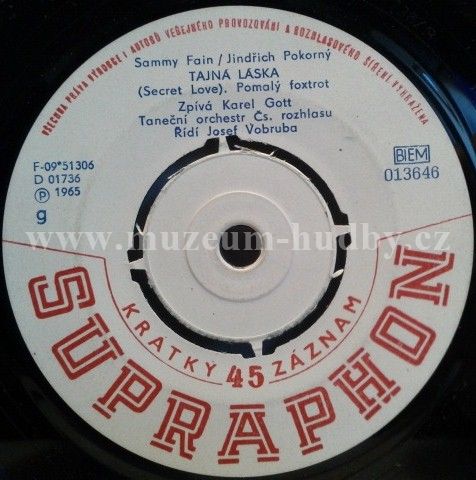 VŠECHNA PRÁVA VÝROBCE I AUTORŮ VEŘEJNÉHO PROVOZOVÁNÍ A ROZHLASOVÉHO ŠÍŘENÍ VYHRAŽENA
Sammy Fain / Jindřich Pokorný
TAJNÁ LÁSKA
(Secret Love). Pomalý foxtrot
Zpívá Karel Gott
Taneční orchestr Čs. rozhlasu
Řídí Josef Vobruba
F-09*51306
D 01736
Ⓟ 1965
g
BIEM
013646
www.muzeum-hudby.cz
KRATKÝ 45 ZÁZNAM
SUPRAPHON